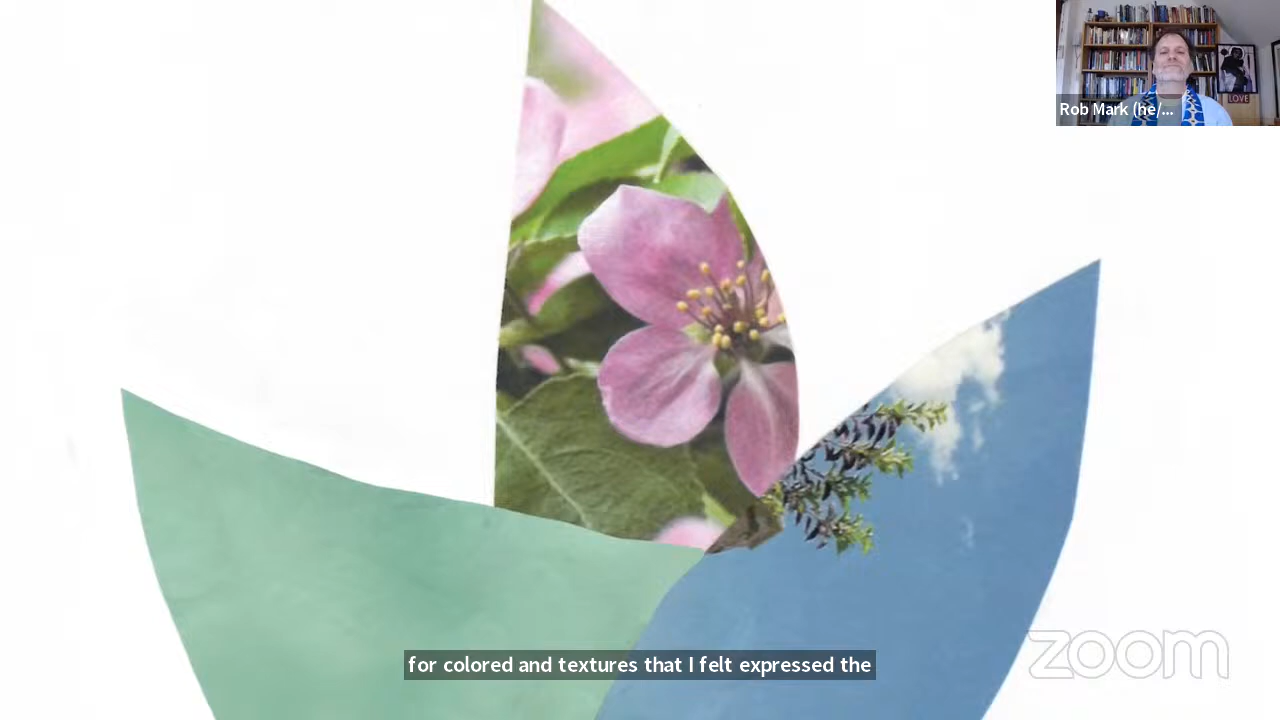 Rob Mark (he/...
LOVE
for colored and textures that I felt expressed the
zoom